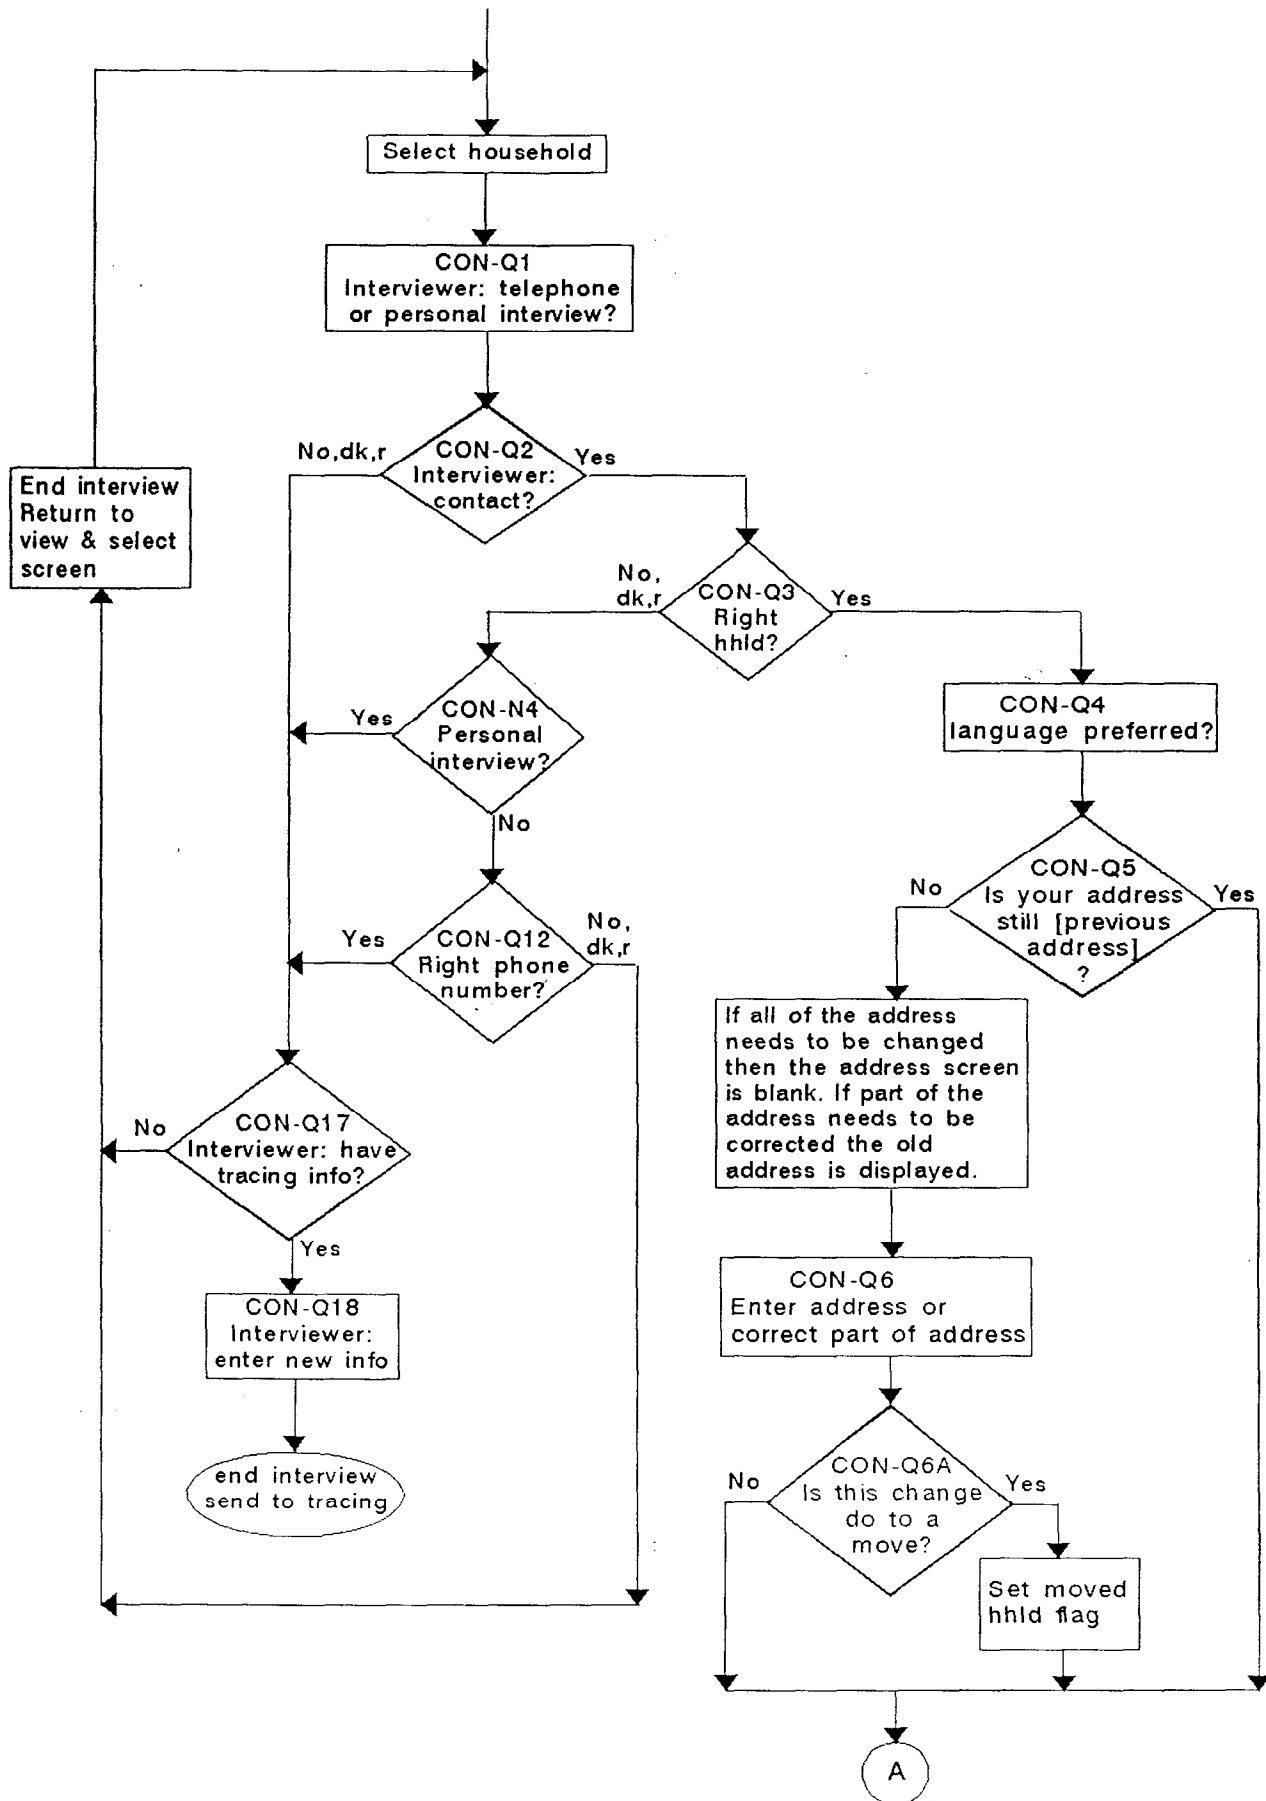 Select household
CON-Q1
Interviewer: telephone
or personal interview?
No,dk,r
CON-Q2
Interviewer:
contact?
Yes
End interview
Return to
view & select
screen
No,
dk,r
CON-Q3
Right
hhld?
Yes
Yes
CON-N4
Personal
interview?
No
CON-Q4
language preferred?
No
CON-Q5
Is your address
still [previous
address]
?
Yes
Yes
CON-Q12
Right phone
number?
No,
dk,r
If all of the address
needs to be changed
then the address screen
is blank. If part of the
address needs to be
corrected the old
address is displayed.
No
CON-Q17
Interviewer: have
tracing info?
Yes
CON-Q18
Interviewer:
enter new info
end interview
send to tracing
CON-Q6
Enter address or
correct part of address
No
CON-Q6A
Is this change
do to a
move?
Yes
Set moved
hhld flag
A